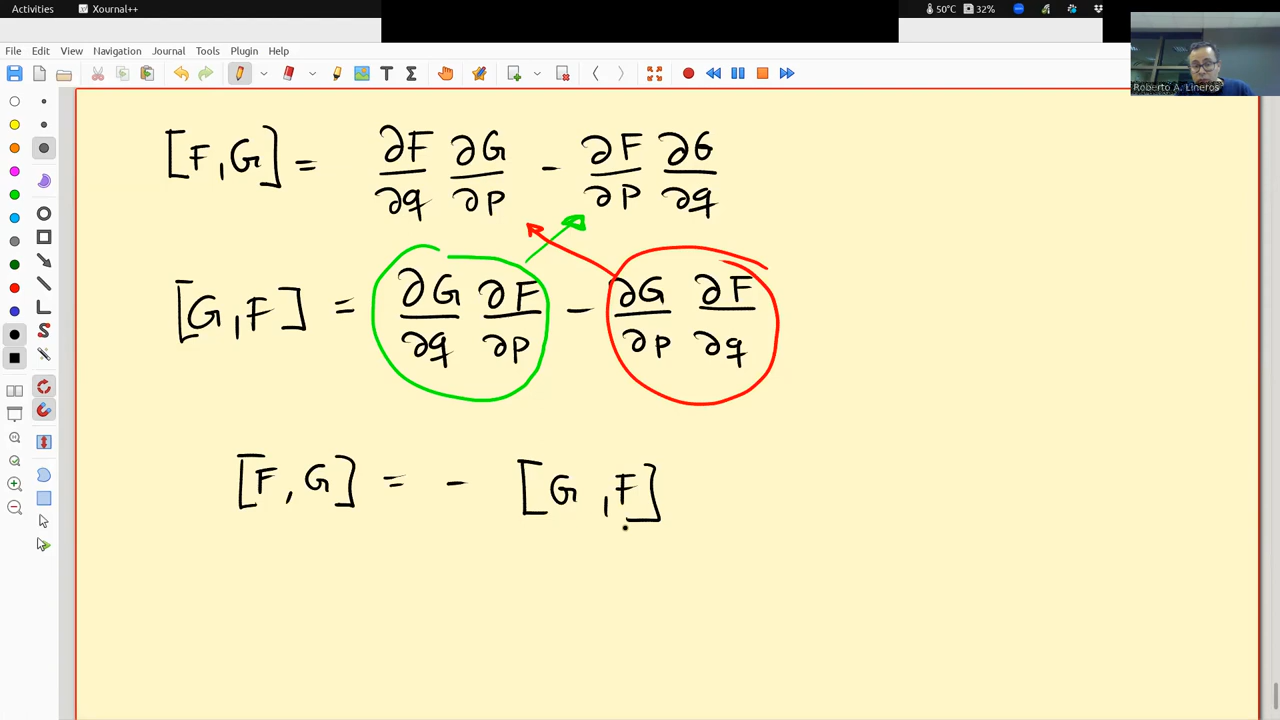 Activities Xournal++ 50°C 32%
File Edit View Navigation Journal Tools Plugin Help
Roberto A. Lineros
[F,G] = ∂F/∂q ∂G/∂p - ∂F/∂p ∂G/∂q
[G,F] = ∂G/∂q ∂F/∂p - ∂G/∂p ∂F/∂q
[F,G] = - [G,F]